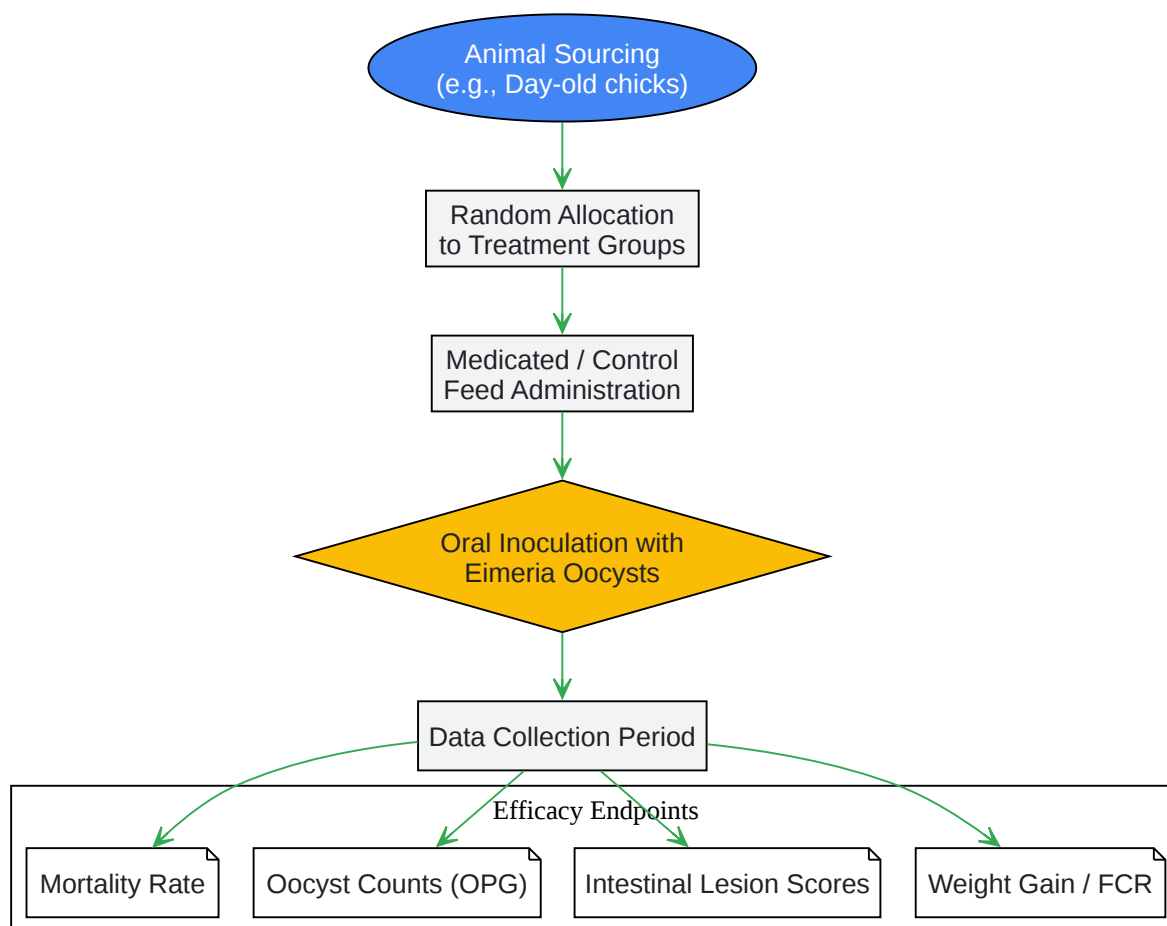 Animal Sourcing
(e.g., Day-old chicks)
Random Allocation
to Treatment Groups
Medicated / Control
Feed Administration
Oral Inoculation with
Eimeria Oocysts
Data Collection Period
Efficacy Endpoints
Mortality Rate
Oocyst Counts (OPG)
Intestinal Lesion Scores
Weight Gain / FCR